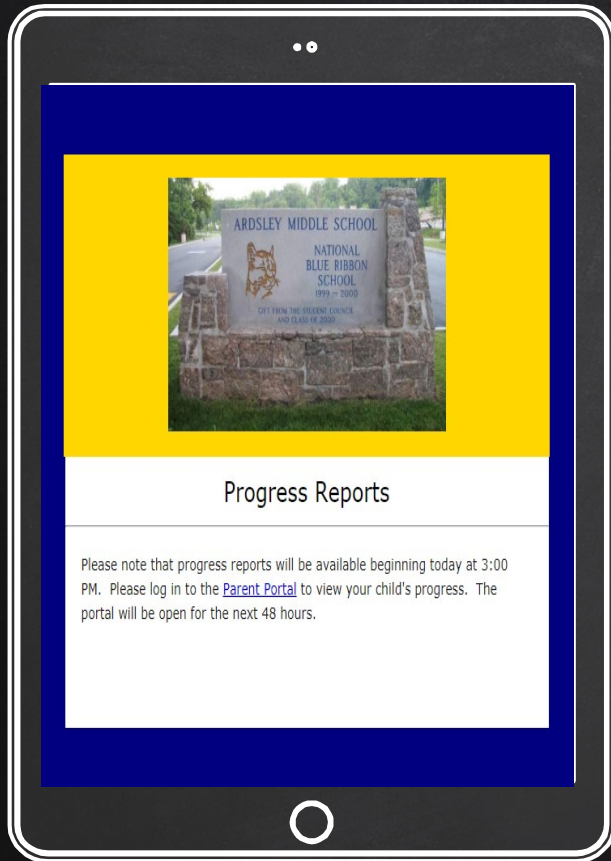 ARDSLEY MIDDLE SCHOOL
NATIONAL
BLUE RIBBON
SCHOOL
1999 - 2000
GIFT FROM THE STUDENT COUNCIL
AND CLASS OF 2000
Progress Reports
Please note that progress reports will be available beginning today at 3:00
PM. Please log in to the Parent Portal to view your child's progress. The
portal will be open for the next 48 hours.